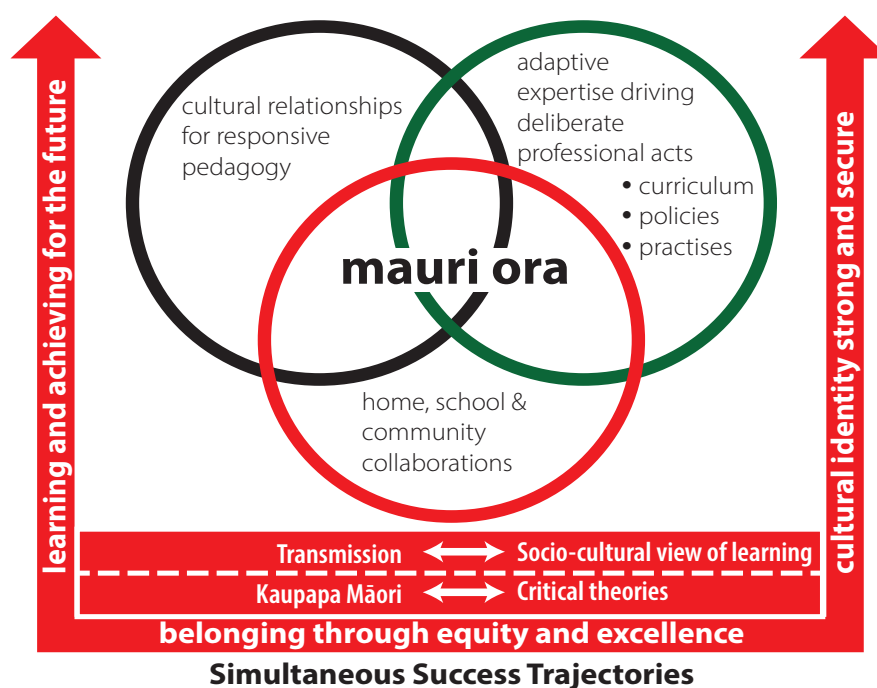 learning and achieving for the future
cultural relationships
for responsive
pedagogy
adaptive
expertise driving
deliberate
professional acts
• curriculum
• policies
• practises
mauri ora
home, school &
community
collaborations
cultural identity strong and secure
Transmission Socio-cultural view of learning
Kaupapa Māori Critical theories
belonging through equity and excellence
Simultaneous Success Trajectories